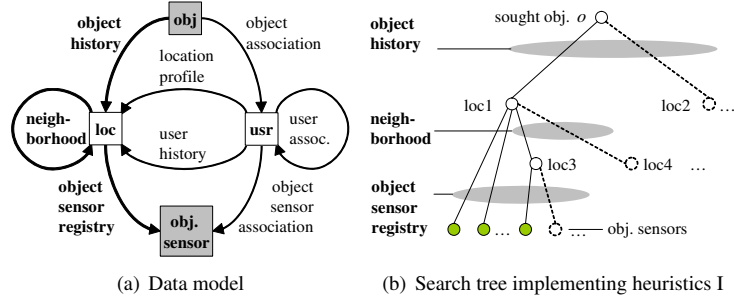 obj
object
history
object
association
location
profile
neigh-
borhood
loc
usr
user
assoc.
user
history
object
sensor
registry
object
sensor
association
obj.
sensor
(a) Data model
sought obj. o
object
history
loc1
loc2
...
neigh-
borhood
loc3
loc4
...
object
sensor
registry
...
...
obj. sensors
(b) Search tree implementing heuristics I